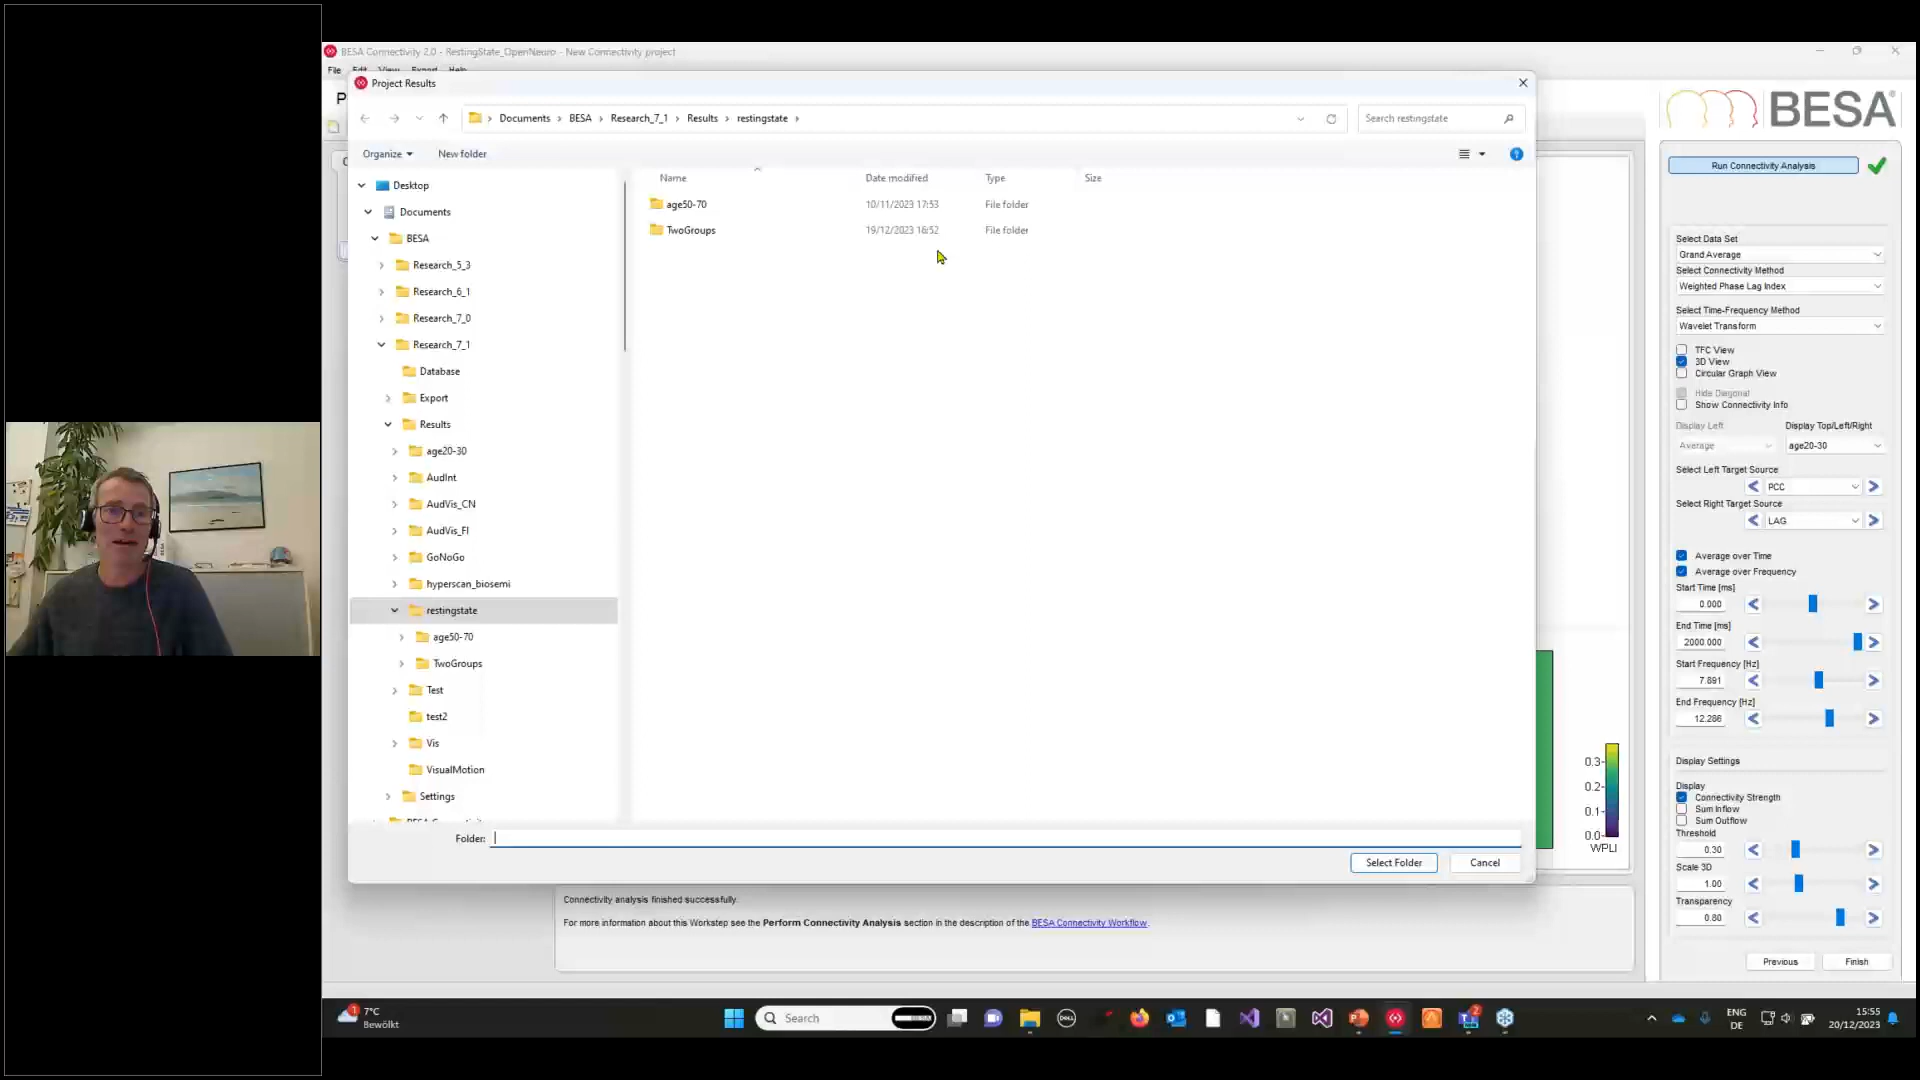 BESA Connectivity 2.0 - RestingState_OpenNeuro - New Connectivity project
File Edit View Export Help
Project Results
Documents > BESA > Research_7_1 > Results > restingstate >
Search restingstate
Organize
New folder
Name Date modified Type Size
age50-70 10/11/2023 17:53 File folder
TwoGroups 19/12/2023 16:52 File folder
Desktop
Documents
BESA
Research_5_3
Research_6_1
Research_7_0
Research_7_1
Database
Export
Results
age20-30
AudInt
AudVis_CN
AudVis_FI
GoNoGo
hyperscan_biosemi
restingstate
age50-70
TwoGroups
Test
test2
Vis
VisualMotion
Settings
Folder:
Select Folder
Cancel
BESA
Run Connectivity Analysis
Select Data Set
Grand Average
Select Connectivity Method
Weighted Phase Lag Index
Select Time-Frequency Method
Wavelet Transform
TFC View
3D View
Circular Graph View
Hide Diagonal
Show Connectivity Info
Display Left Display Top/Left/Right
Average age20-30
Select Left Target Source
PCC
Select Right Target Source
LAG
Average over Time
Average over Frequency
Start Time [ms]
0.000
End Time [ms]
2000.000
Start Frequency [Hz]
7.891
End Frequency [Hz]
12.286
Display Settings
Display
Connectivity Strength
Sum Inflow
Sum Outflow
Threshold
0.30
Scale 3D
1.00
Transparency
0.80
Previous
Finish
0.3
0.2
0.1
0.0
WPLI
Connectivity analysis finished successfully.
For more information about this Workstep see the Perform Connectivity Analysis section in the description of the BESA Connectivity Workflow.
7°C
Bewölkt
Search
ENG
DE
15:55
20/12/2023